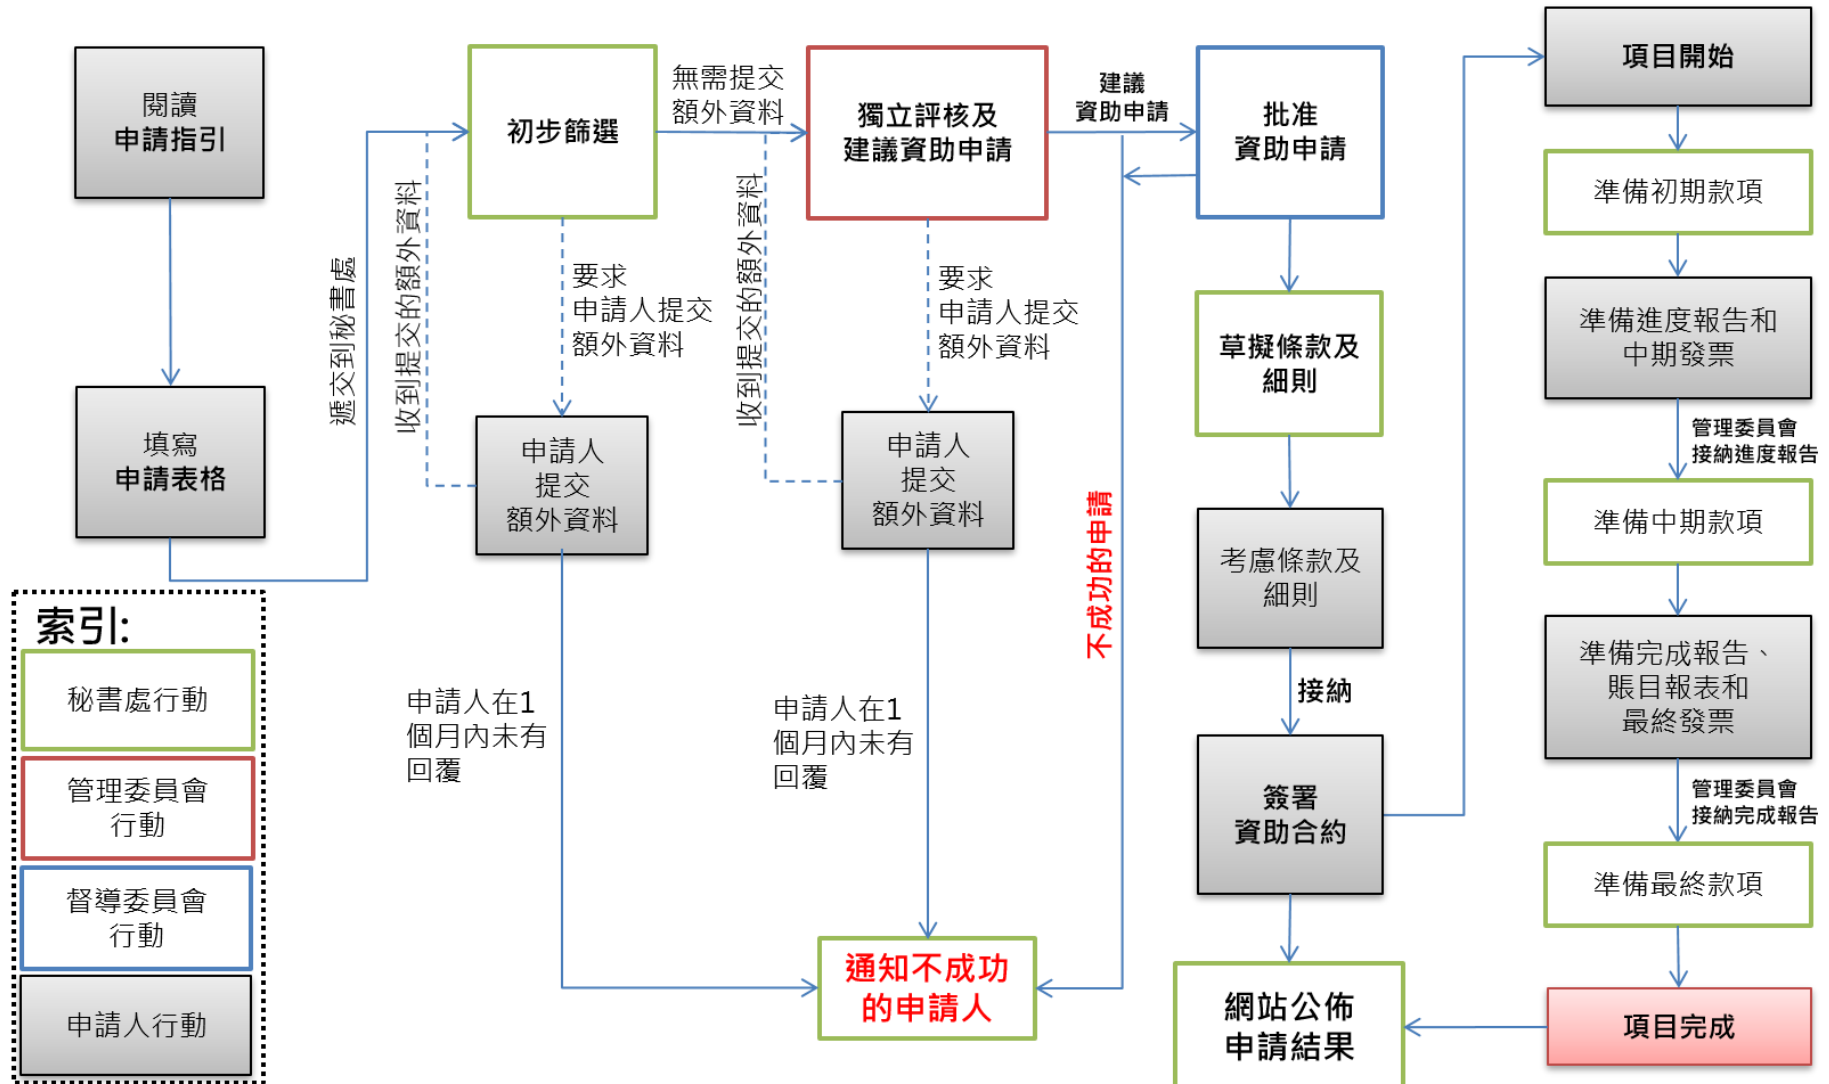 閱讀
申請指引
填寫
申請表格
遞交到秘書處
收到提交的額外資料
初步篩選
無需提交
額外資料
要求
申請人提交
額外資料
申請人
提交
額外資料
申請人在1
個月內未有
回覆
收到提交的額外資料
獨立評核及
建議資助申請
要求
申請人提交
額外資料
申請人
提交
額外資料
申請人在1
個月內未有
回覆
通知不成功
的申請人
建議
資助申請
不成功的申請
批准
資助申請
草擬條款及
細則
考慮條款及
細則
接納
簽署
資助合約
網站公佈
申請結果
項目開始
準備初期款項
準備進度報告和
中期發票
管理委員會
接納進度報告
準備中期款項
準備完成報告、
賬目報表和
最終發票
管理委員會
接納完成報告
準備最終款項
項目完成
索引:
秘書處行動
管理委員會
行動
督導委員會
行動
申請人行動